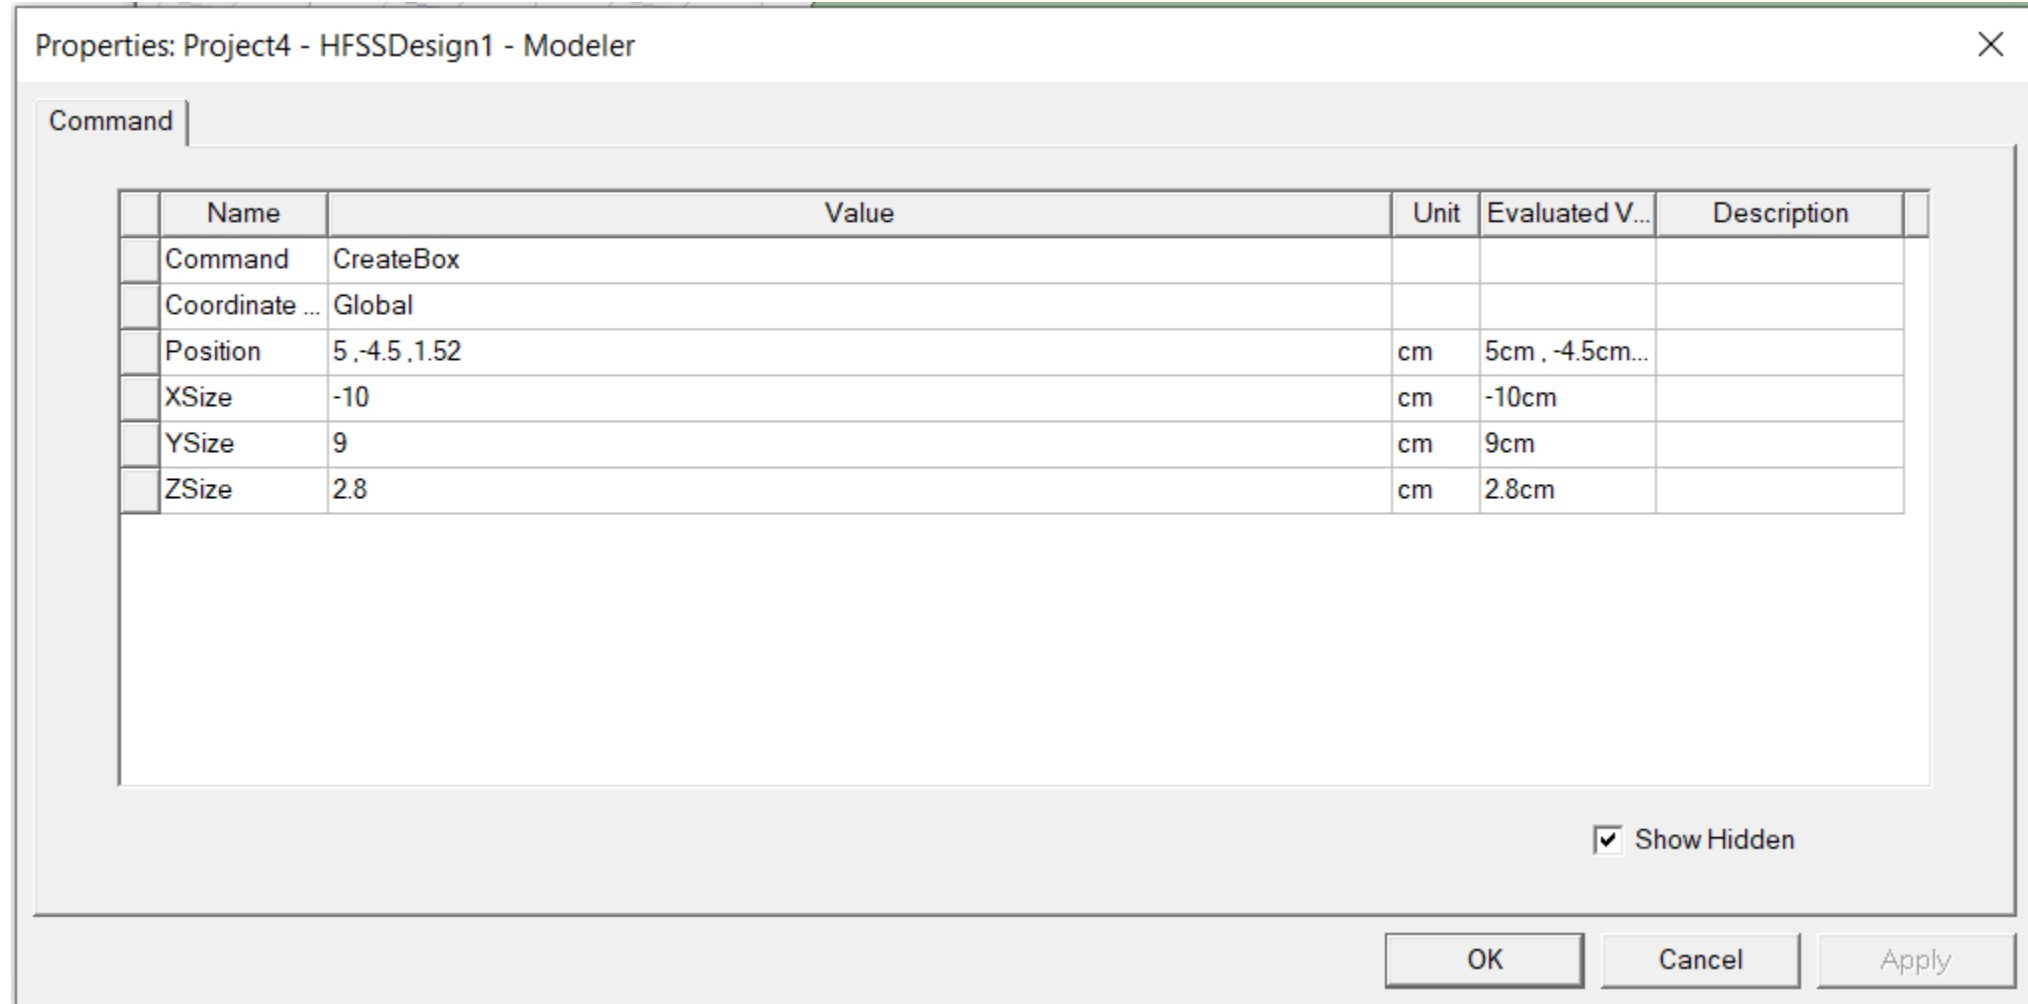 Properties: Project4 - HFSSDesign1 - Modeler
Command
Name Value Unit Evaluated V... Description
Command CreateBox
Coordinate ... Global
Position 5 ,-4.5 ,1.52 cm 5cm , -4.5cm...
XSize -10 cm -10cm
YSize 9 cm 9cm
ZSize 2.8 cm 2.8cm
Show Hidden
OK Cancel Apply